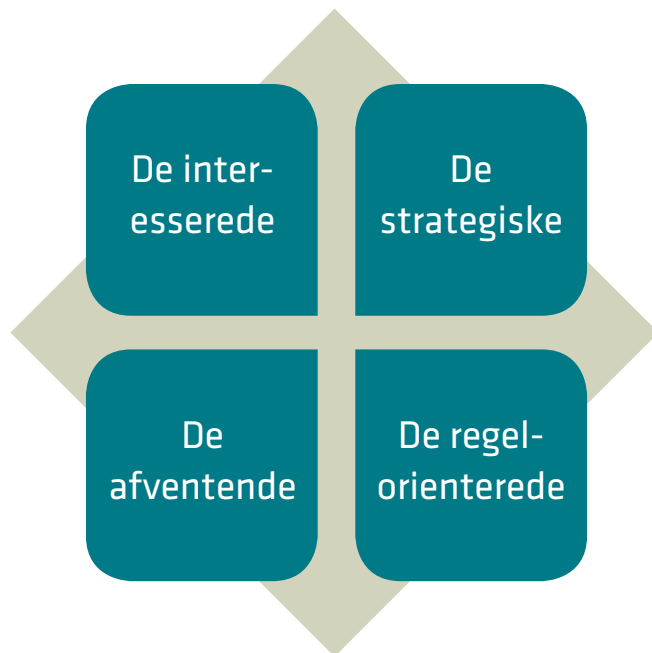 De inter-
esserede
De
strategiske
De
afventende
De regel-
orienterede